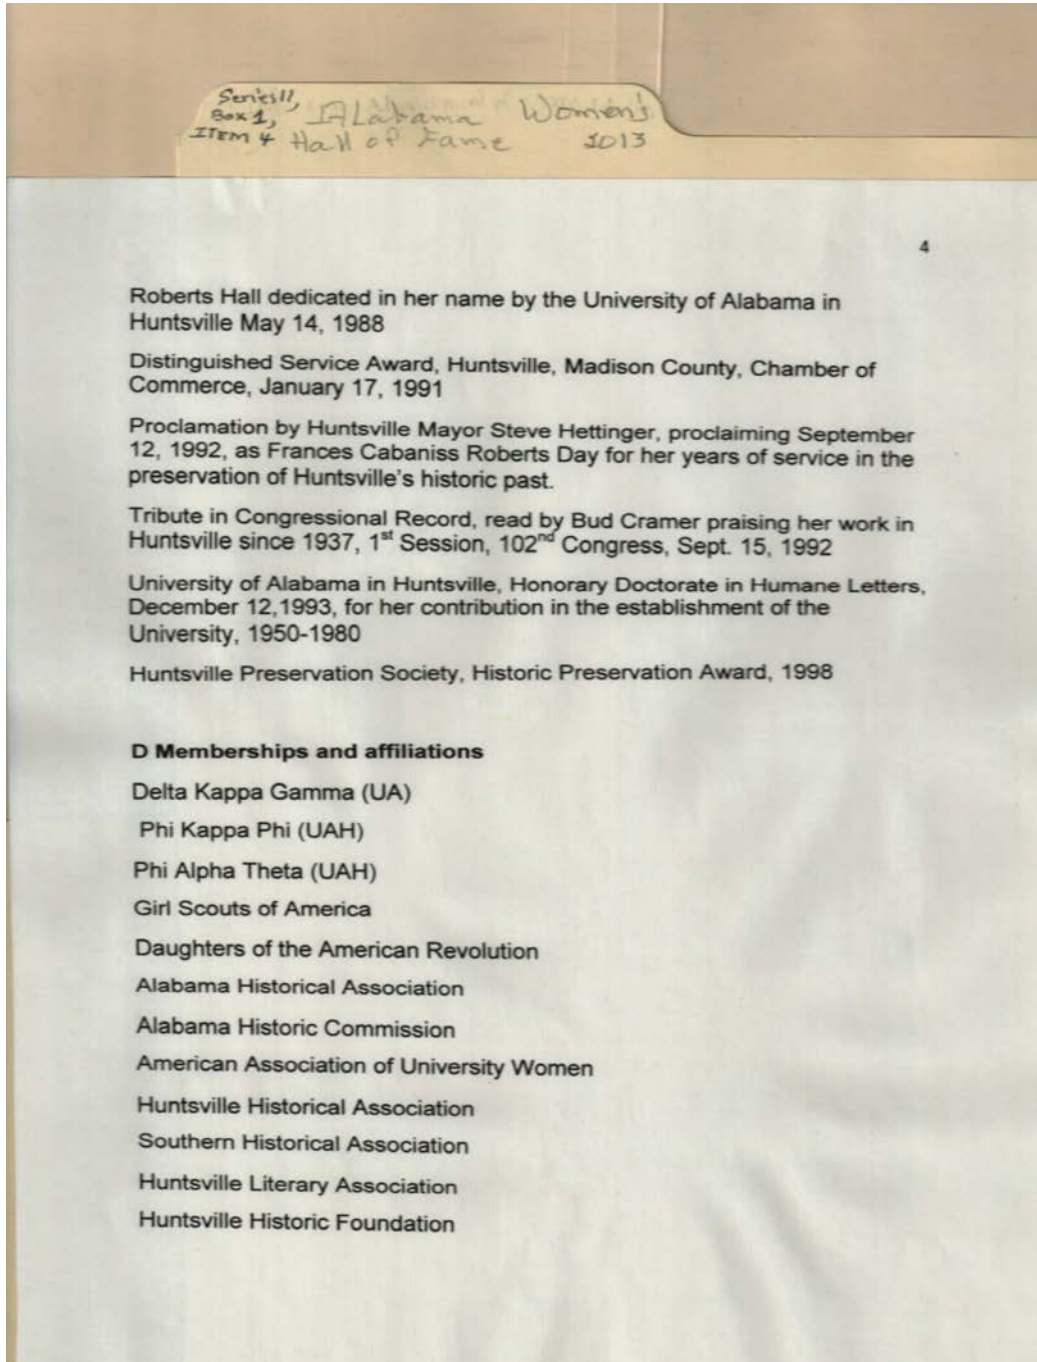 Series II,
Box 1,
ITEM 4
Alabama Women's
Hall of Fame 2013
4
Roberts Hall dedicated in her name by the University of Alabama in
Huntsville May 14, 1988
Distinguished Service Award, Huntsville, Madison County, Chamber of
Commerce, January 17, 1991
Proclamation by Huntsville Mayor Steve Hettinger, proclaiming September
12, 1992, as Frances Cabaniss Roberts Day for her years of service in the
preservation of Huntsville's historic past.
Tribute in Congressional Record, read by Bud Cramer praising her work in
Huntsville since 1937, 1st Session, 102nd Congress, Sept. 15, 1992
University of Alabama in Huntsville, Honorary Doctorate in Humane Letters,
December 12,1993, for her contribution in the establishment of the
University, 1950-1980
Huntsville Preservation Society, Historic Preservation Award, 1998
D Memberships and affiliations
Delta Kappa Gamma (UA)
Phi Kappa Phi (UAH)
Phi Alpha Theta (UAH)
Girl Scouts of America
Daughters of the American Revolution
Alabama Historical Association
Alabama Historic Commission
American Association of University Women
Huntsville Historical Association
Southern Historical Association
Huntsville Literary Association
Huntsville Historic Foundation